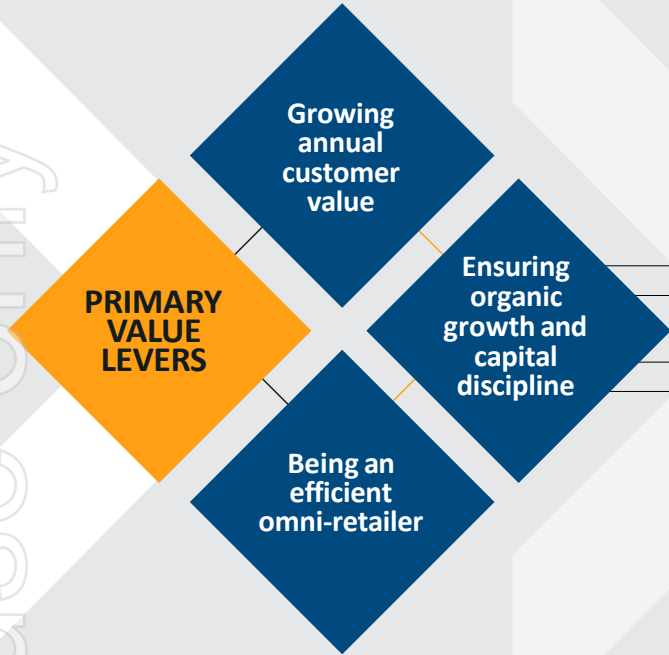 Growing
annual
customer
value
PRIMARY
VALUE
LEVERS
Ensuring
organic
growth and
capital
discipline
Being an
efficient
omni-retailer